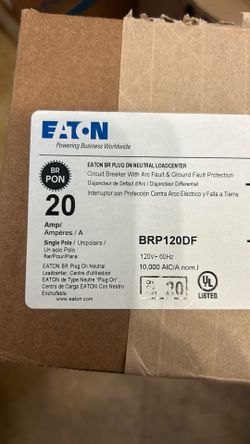 EATON
Powering Business Worldwide
BR
PON
20
Amp/
Ampères / A
Single Pole / Unipolaire /
Un solo Polo
For/Pour/Para:
EATON BR Plug On Neutral
Loadcenter, Centre d'utilisation
EATON de Type Neutre "Plug On"
Centro de Carga EATON Con Neutro
Enchufable
www.eaton.com
EATON BR PLUG ON NEUTRAL LOADCENTER
Circuit Breaker With Arc Fault & Ground Fault Protection
Disjoncteur de Défaut d'Arc / Disjoncteur Différentiel
Interruptor con Protección Contra Arco Eléctrico y Falla a Tierra
BRP120DF
120V~ 60Hz
10,000 AIC/A nom.I
20
UL
LISTED